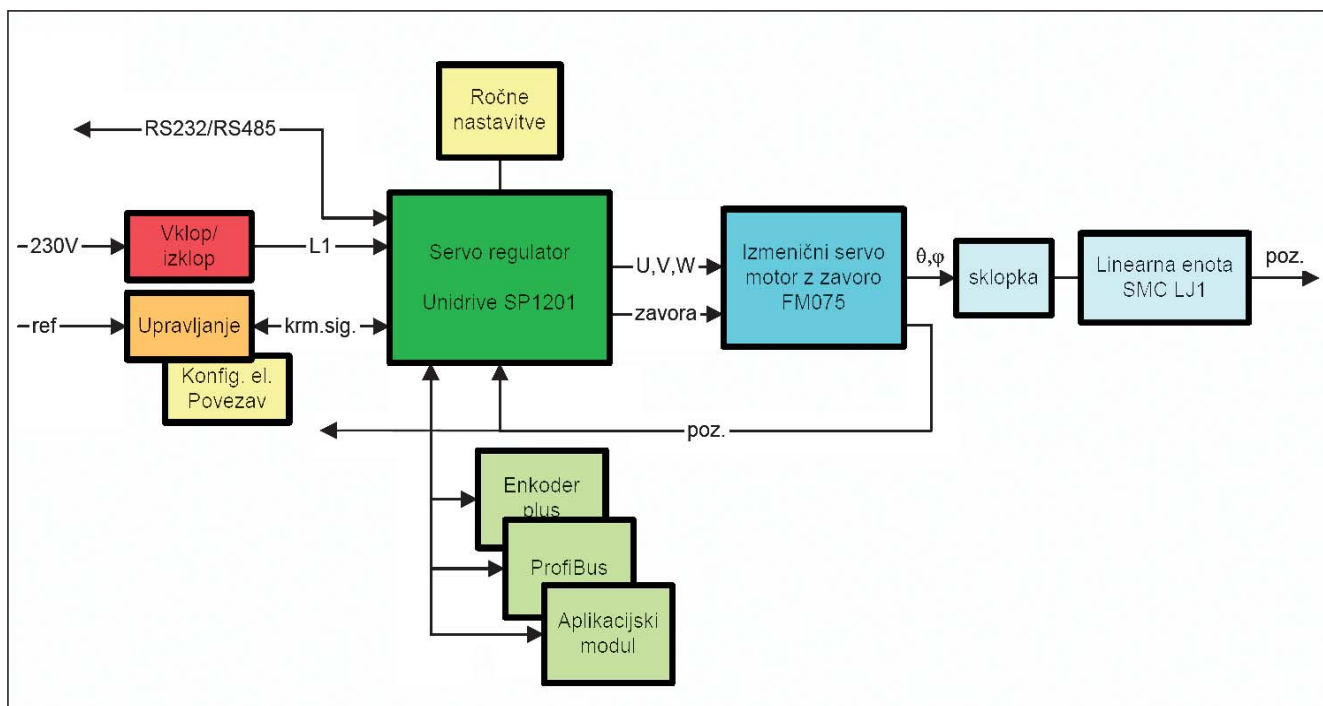 Ročne
nastavitve
RS232/RS485
~230V
Vklop/
izklop
L1
Servo regulator
Unidrive SP1201
U,V,W
zavora
Izmenični servo
motor z zavoro
FM075
θ,φ
sklopka
Linearna enota
SMC LJ1
poz.
~ref
Upravljanje
krm.sig.
Konfig. el.
Povezav
poz.
Enkoder
plus
ProfiBus
Aplikacijski
modul